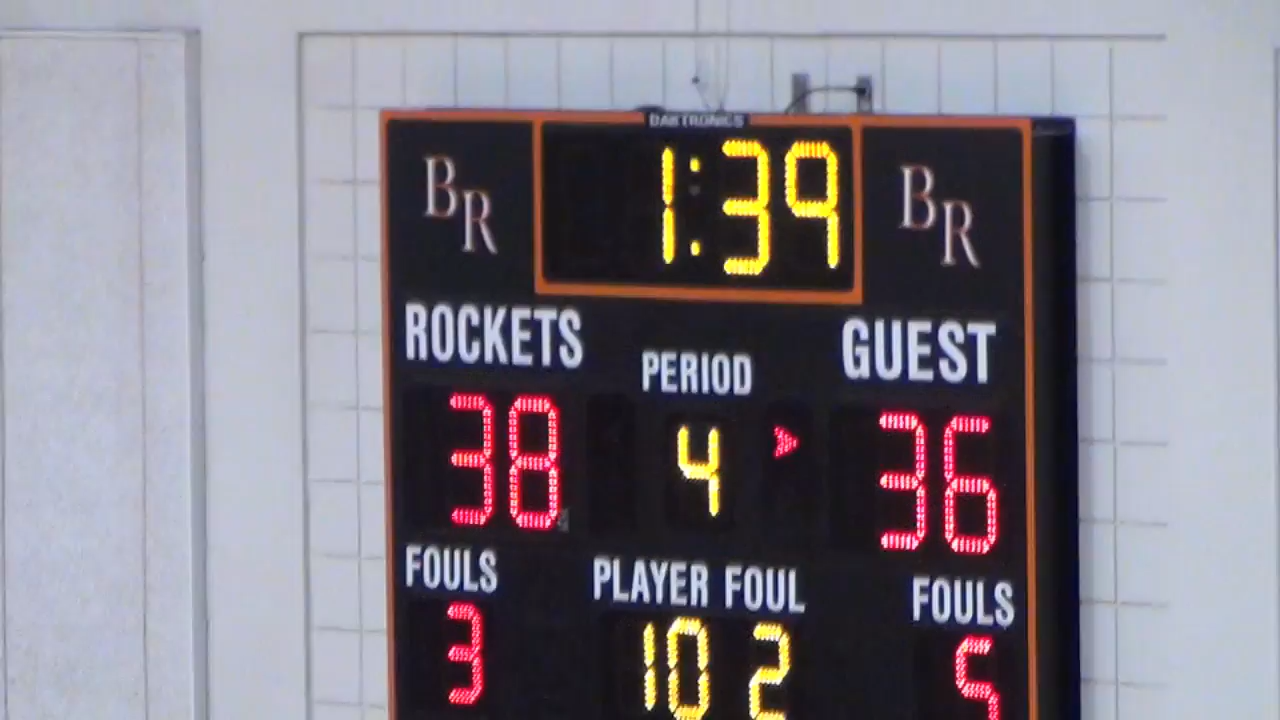 DAKTRONICS
BR 1:39 BR
ROCKETS PERIOD GUEST
38 4 36
FOULS PLAYER FOUL FOULS
3 10 2 5